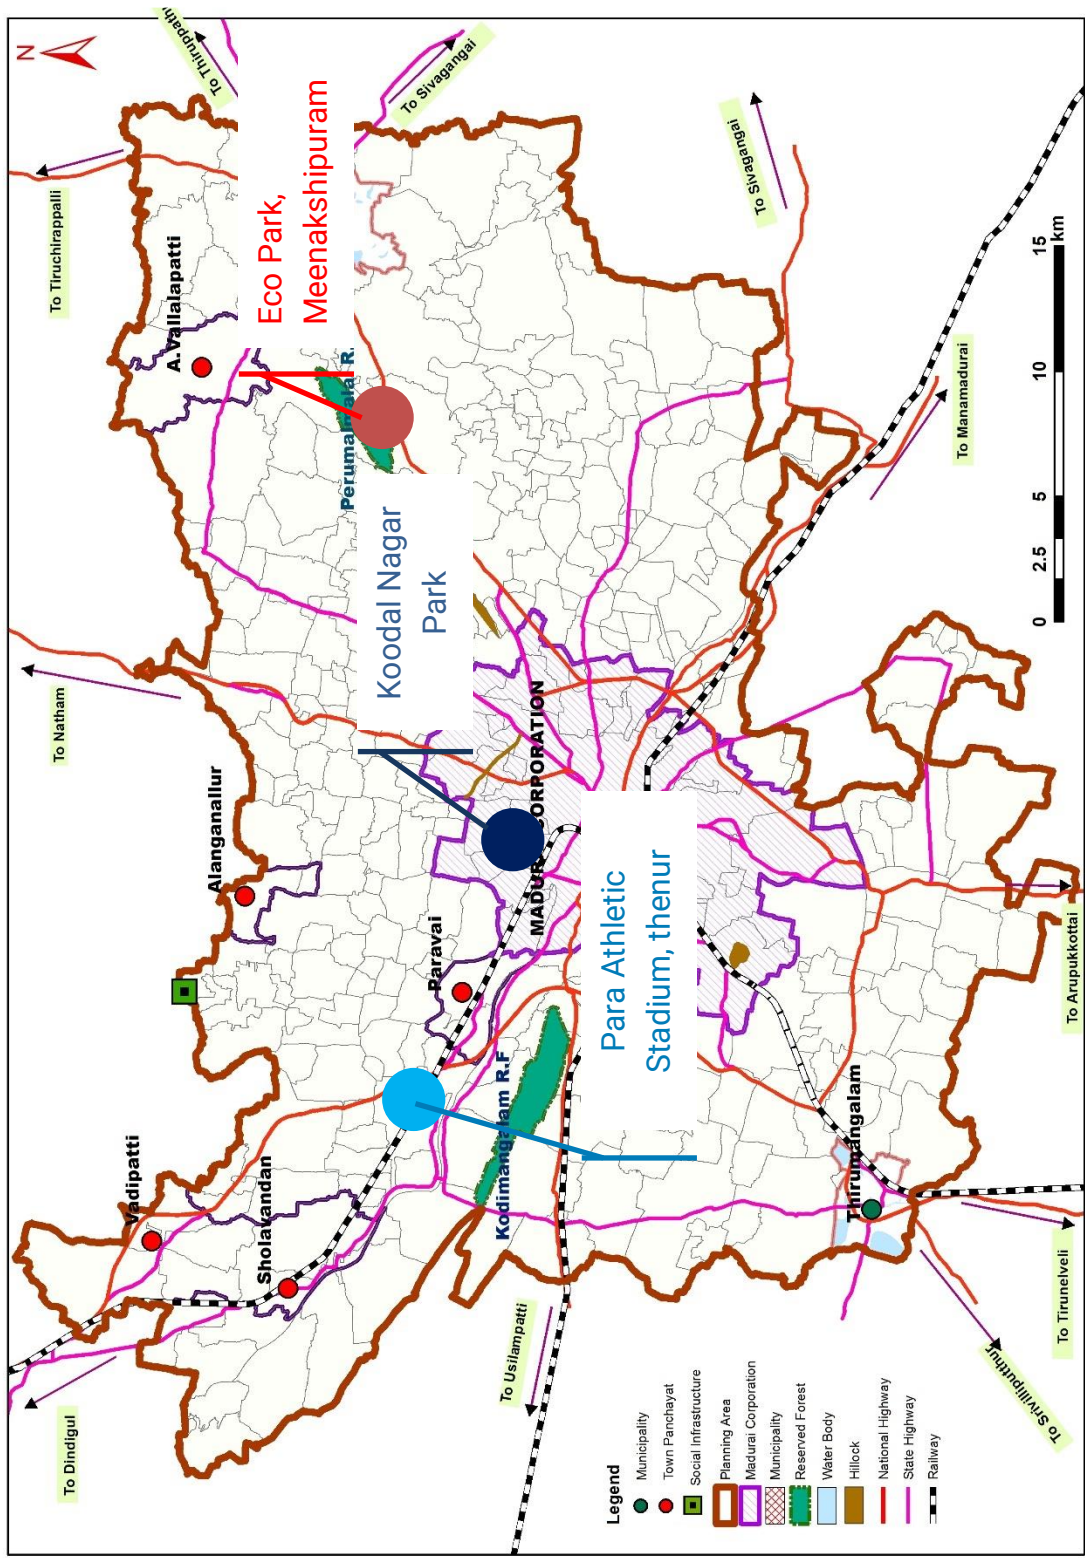 N
To Tiruchirappalli
To Thiruppathur
To Sivagangai
To Sivagangai
To Manamadurai
To Natham
To Dindigul
To Usilampatti
To Srivilliputhur
To Tirunelveli
To Arupukkottai
A.Vallalapatti
Eco Park,
Meenakshipuram
Perumalmalai R.
Koodal Nagar
Park
Alanganallur
MADURAI CORPORATION
Paravai
Para Athletic
Stadium, thenur
Vadipatti
Sholavandan
Kodimangalam R.F
Thirumangalam
0 2.5 5 10 15
km
Legend
Municipality
Town Panchayat
Social Infrastructure
Planning Area
Madurai Corporation
Municipality
Reserved Forest
Water Body
Hillock
National Highway
State Highway
Railway